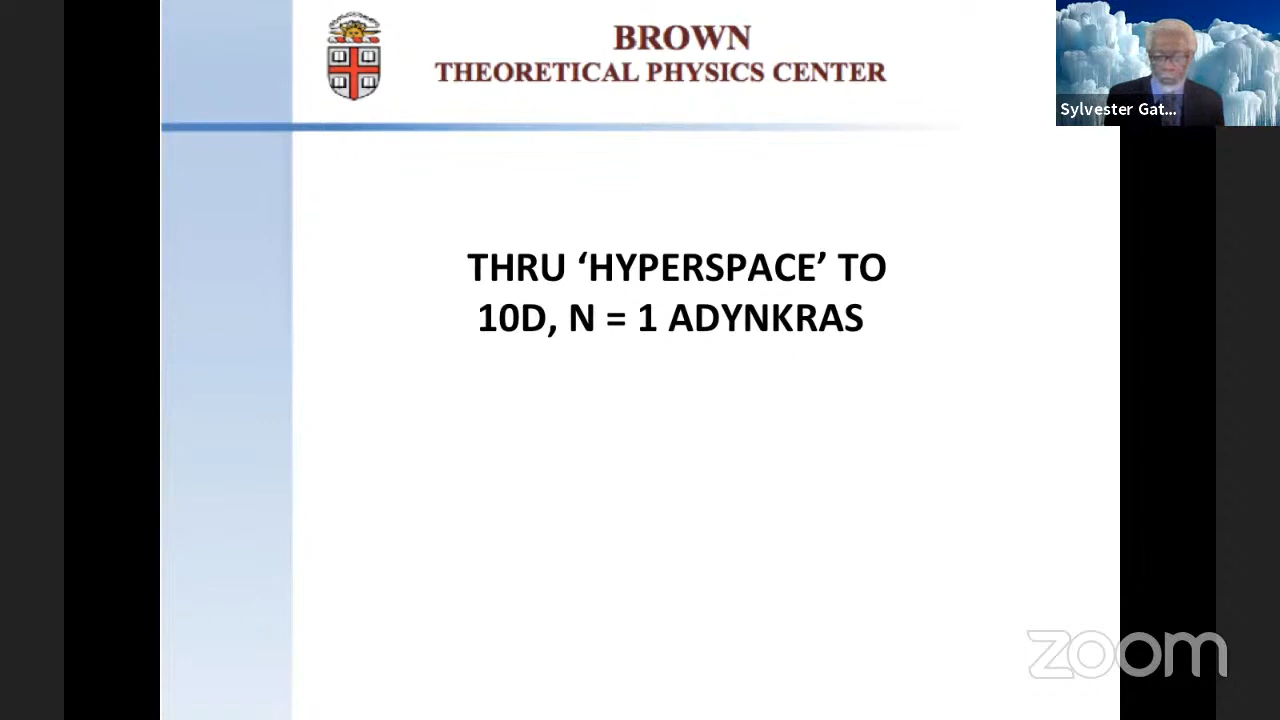 BROWN
THEORETICAL PHYSICS CENTER
Sylvester Gat...
THRU ‘HYPERSPACE’ TO
10D, N = 1 ADYNKRAS
zoom